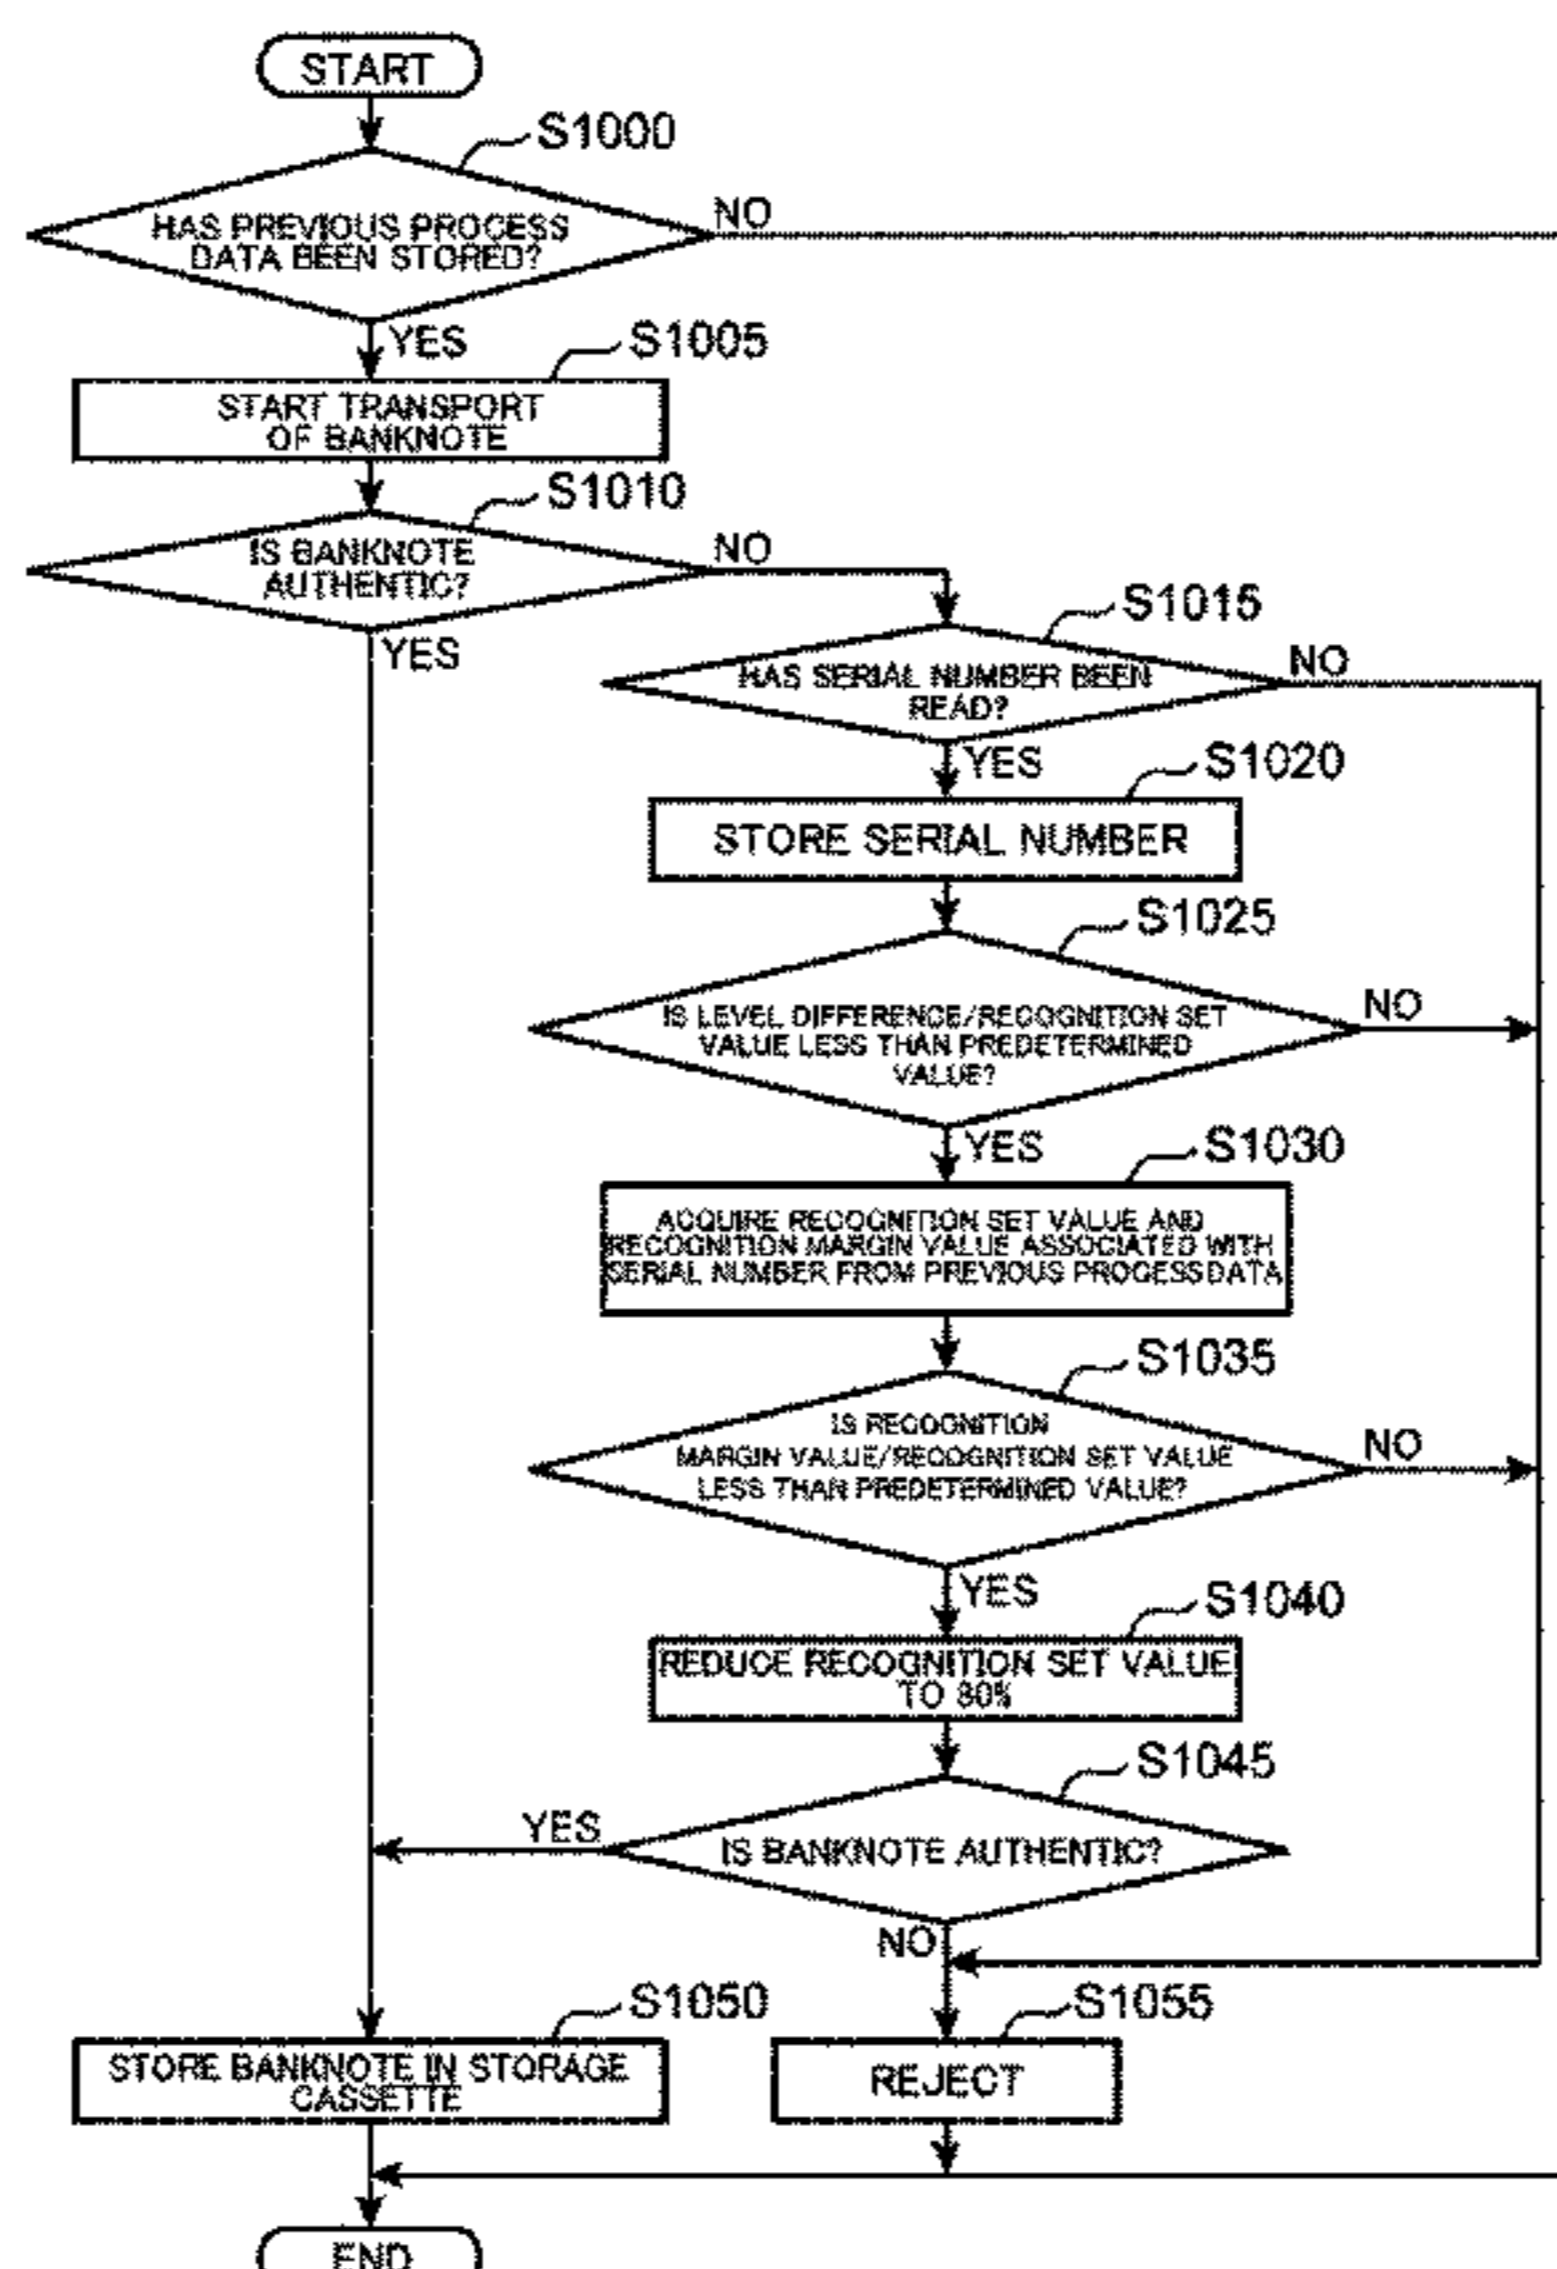 START
S1000
HAS PREVIOUS PROCESS
DATA BEEN STORED?
NO
YES
S1005
START TRANSPORT
OF BANKNOTE
S1010
IS BANKNOTE
AUTHENTIC?
NO
YES
S1015
HAS SERIAL NUMBER BEEN
READ?
NO
YES
S1020
STORE SERIAL NUMBER
S1025
IS LEVEL DIFFERENCE/RECOGNITION SET
VALUE LESS THAN PREDETERMINED
VALUE?
NO
YES
S1030
ACQUIRE RECOGNITION SET VALUE AND
RECOGNITION MARGIN VALUE ASSOCIATED WITH
SERIAL NUMBER FROM PREVIOUS PROCESS DATA
S1035
IS RECOGNITION
MARGIN VALUE/RECOGNITION SET VALUE
LESS THAN PREDETERMINED VALUE?
NO
YES
S1040
REDUCE RECOGNITION SET VALUE
TO 80%
S1045
IS BANKNOTE AUTHENTIC?
YES
NO
S1050
STORE BANKNOTE IN STORAGE
CASSETTE
S1055
REJECT
END